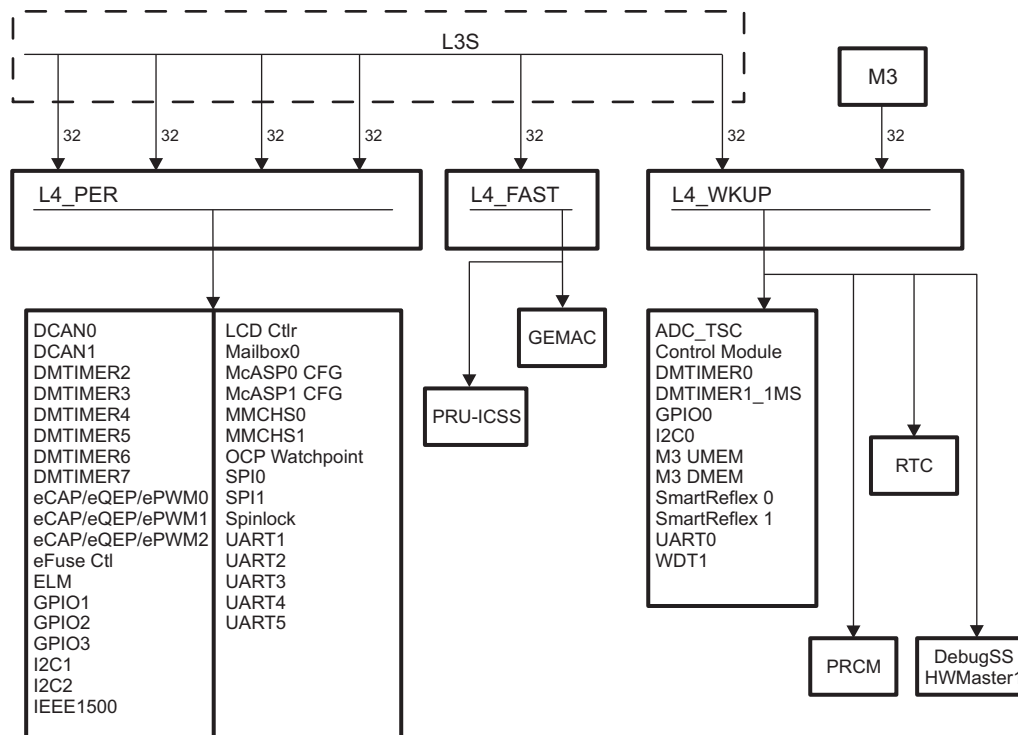 L3S
M3
32
32
32
32
32
32
32
L4_PER
L4_FAST
L4_WKUP
DCAN0
DCAN1
DMTIMER2
DMTIMER3
DMTIMER4
DMTIMER5
DMTIMER6
DMTIMER7
eCAP/eQEP/ePWM0
eCAP/eQEP/ePWM1
eCAP/eQEP/ePWM2
eFuse Ctl
ELM
GPIO1
GPIO2
GPIO3
I2C1
I2C2
IEEE1500
LCD Ctlr
Mailbox0
McASP0 CFG
McASP1 CFG
MMCHS0
MMCHS1
OCP Watchpoint
SPI0
SPI1
Spinlock
UART1
UART2
UART3
UART4
UART5
PRU-ICSS
GEMAC
ADC_TSC
Control Module
DMTIMER0
DMTIMER1_1MS
GPIO0
I2C0
M3 UMEM
M3 DMEM
SmartReflex 0
SmartReflex 1
UART0
WDT1
RTC
PRCM
DebugSS
HWMaster1